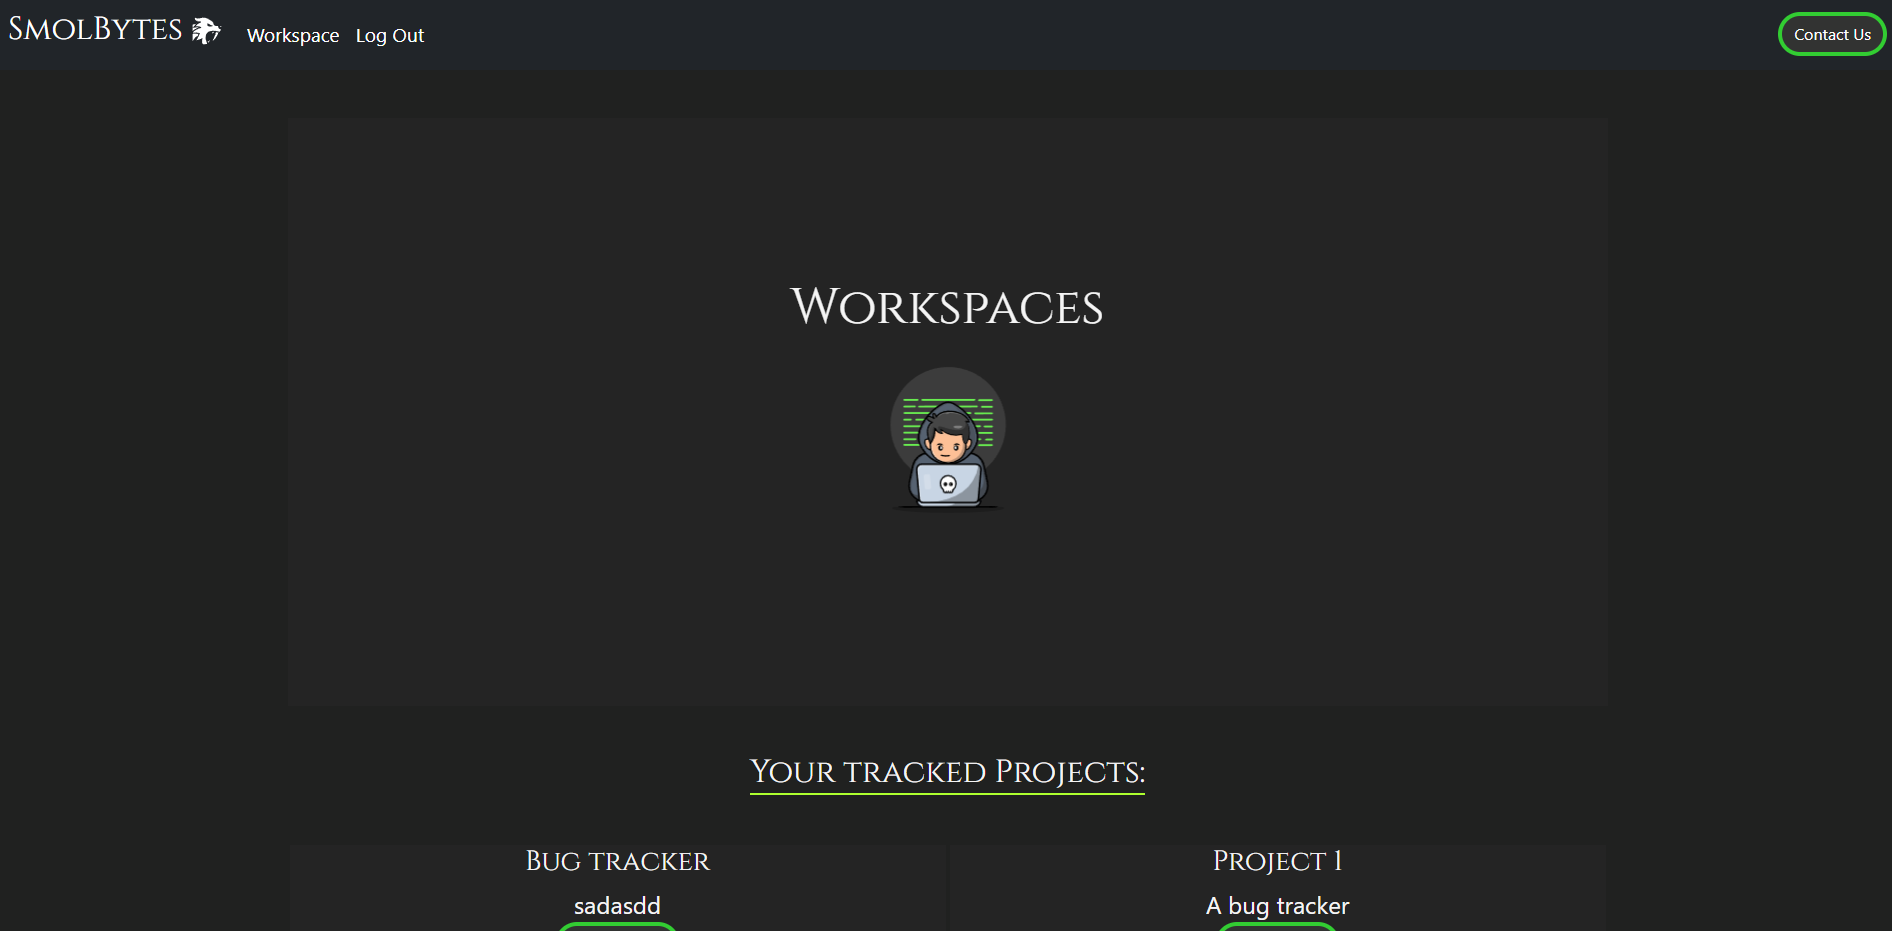 SmolBytes
Workspace Log Out
Contact Us
Workspaces
Your tracked Projects:
Bug tracker
sadasdd
Project 1
A bug tracker